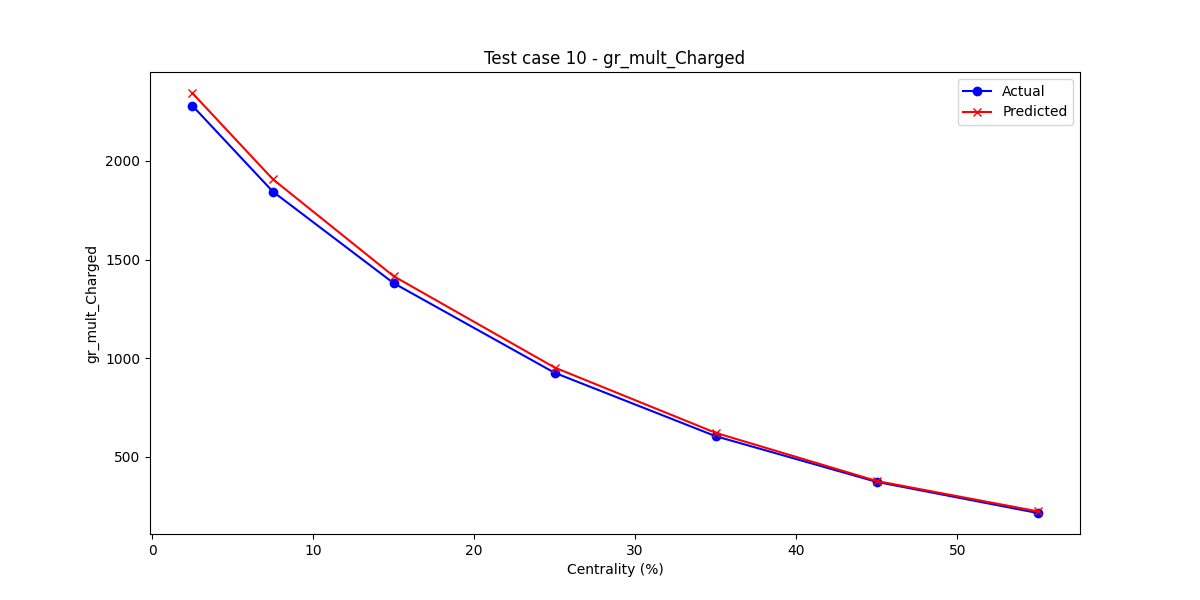 Test case 10 - gr_mult_Charged
Actual
Predicted
2000
1500
1000
500
gr_mult_Charged
0
10
20
30
40
50
Centrality (%)